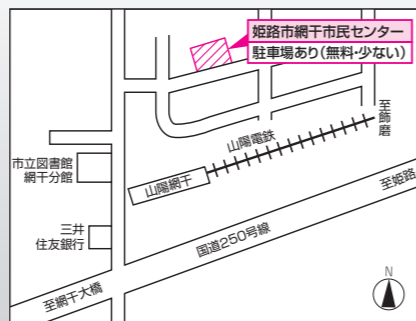 姫路市網干市民センター
駐車場あり(無料・少ない)
至飾磨
山陽電鉄
市立図書館
網干分館
山陽網干
至姫路
三井
住友銀行
国道250号線
至網干大橋
N